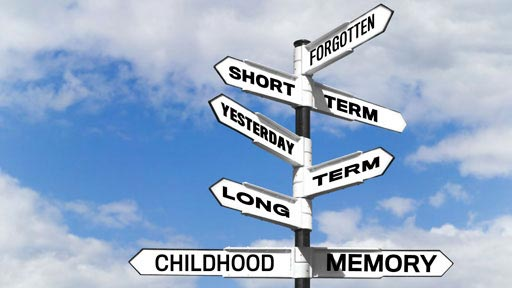 FORGOTTEN
SHORT
TERM
YESTERDAY
TERM
LONG
CHILDHOOD
MEMORY